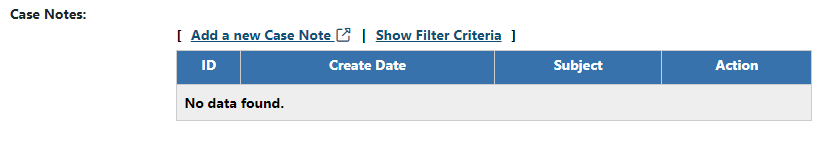 Case Notes:
[ Add a new Case Note | Show Filter Criteria ]
ID Create Date Subject Action
No data found.